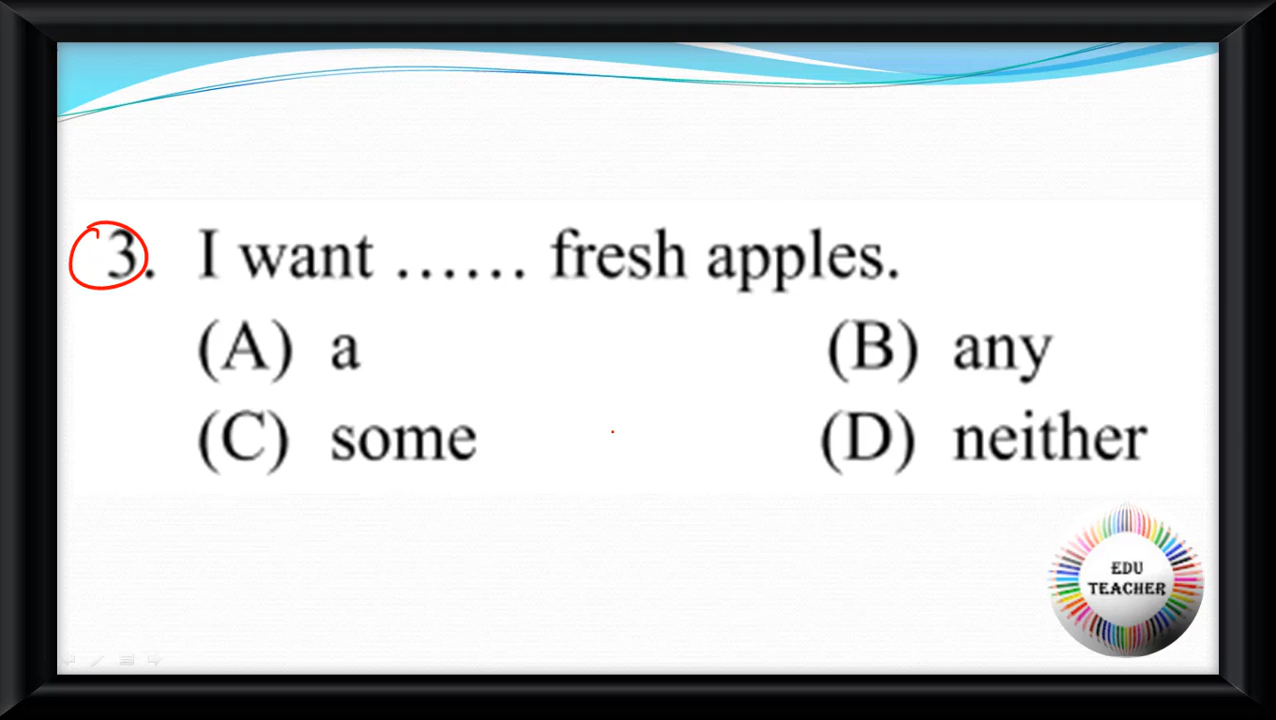 3. I want ...... fresh apples.
(A) a (B) any
(C) some (D) neither
EDU
TEACHER